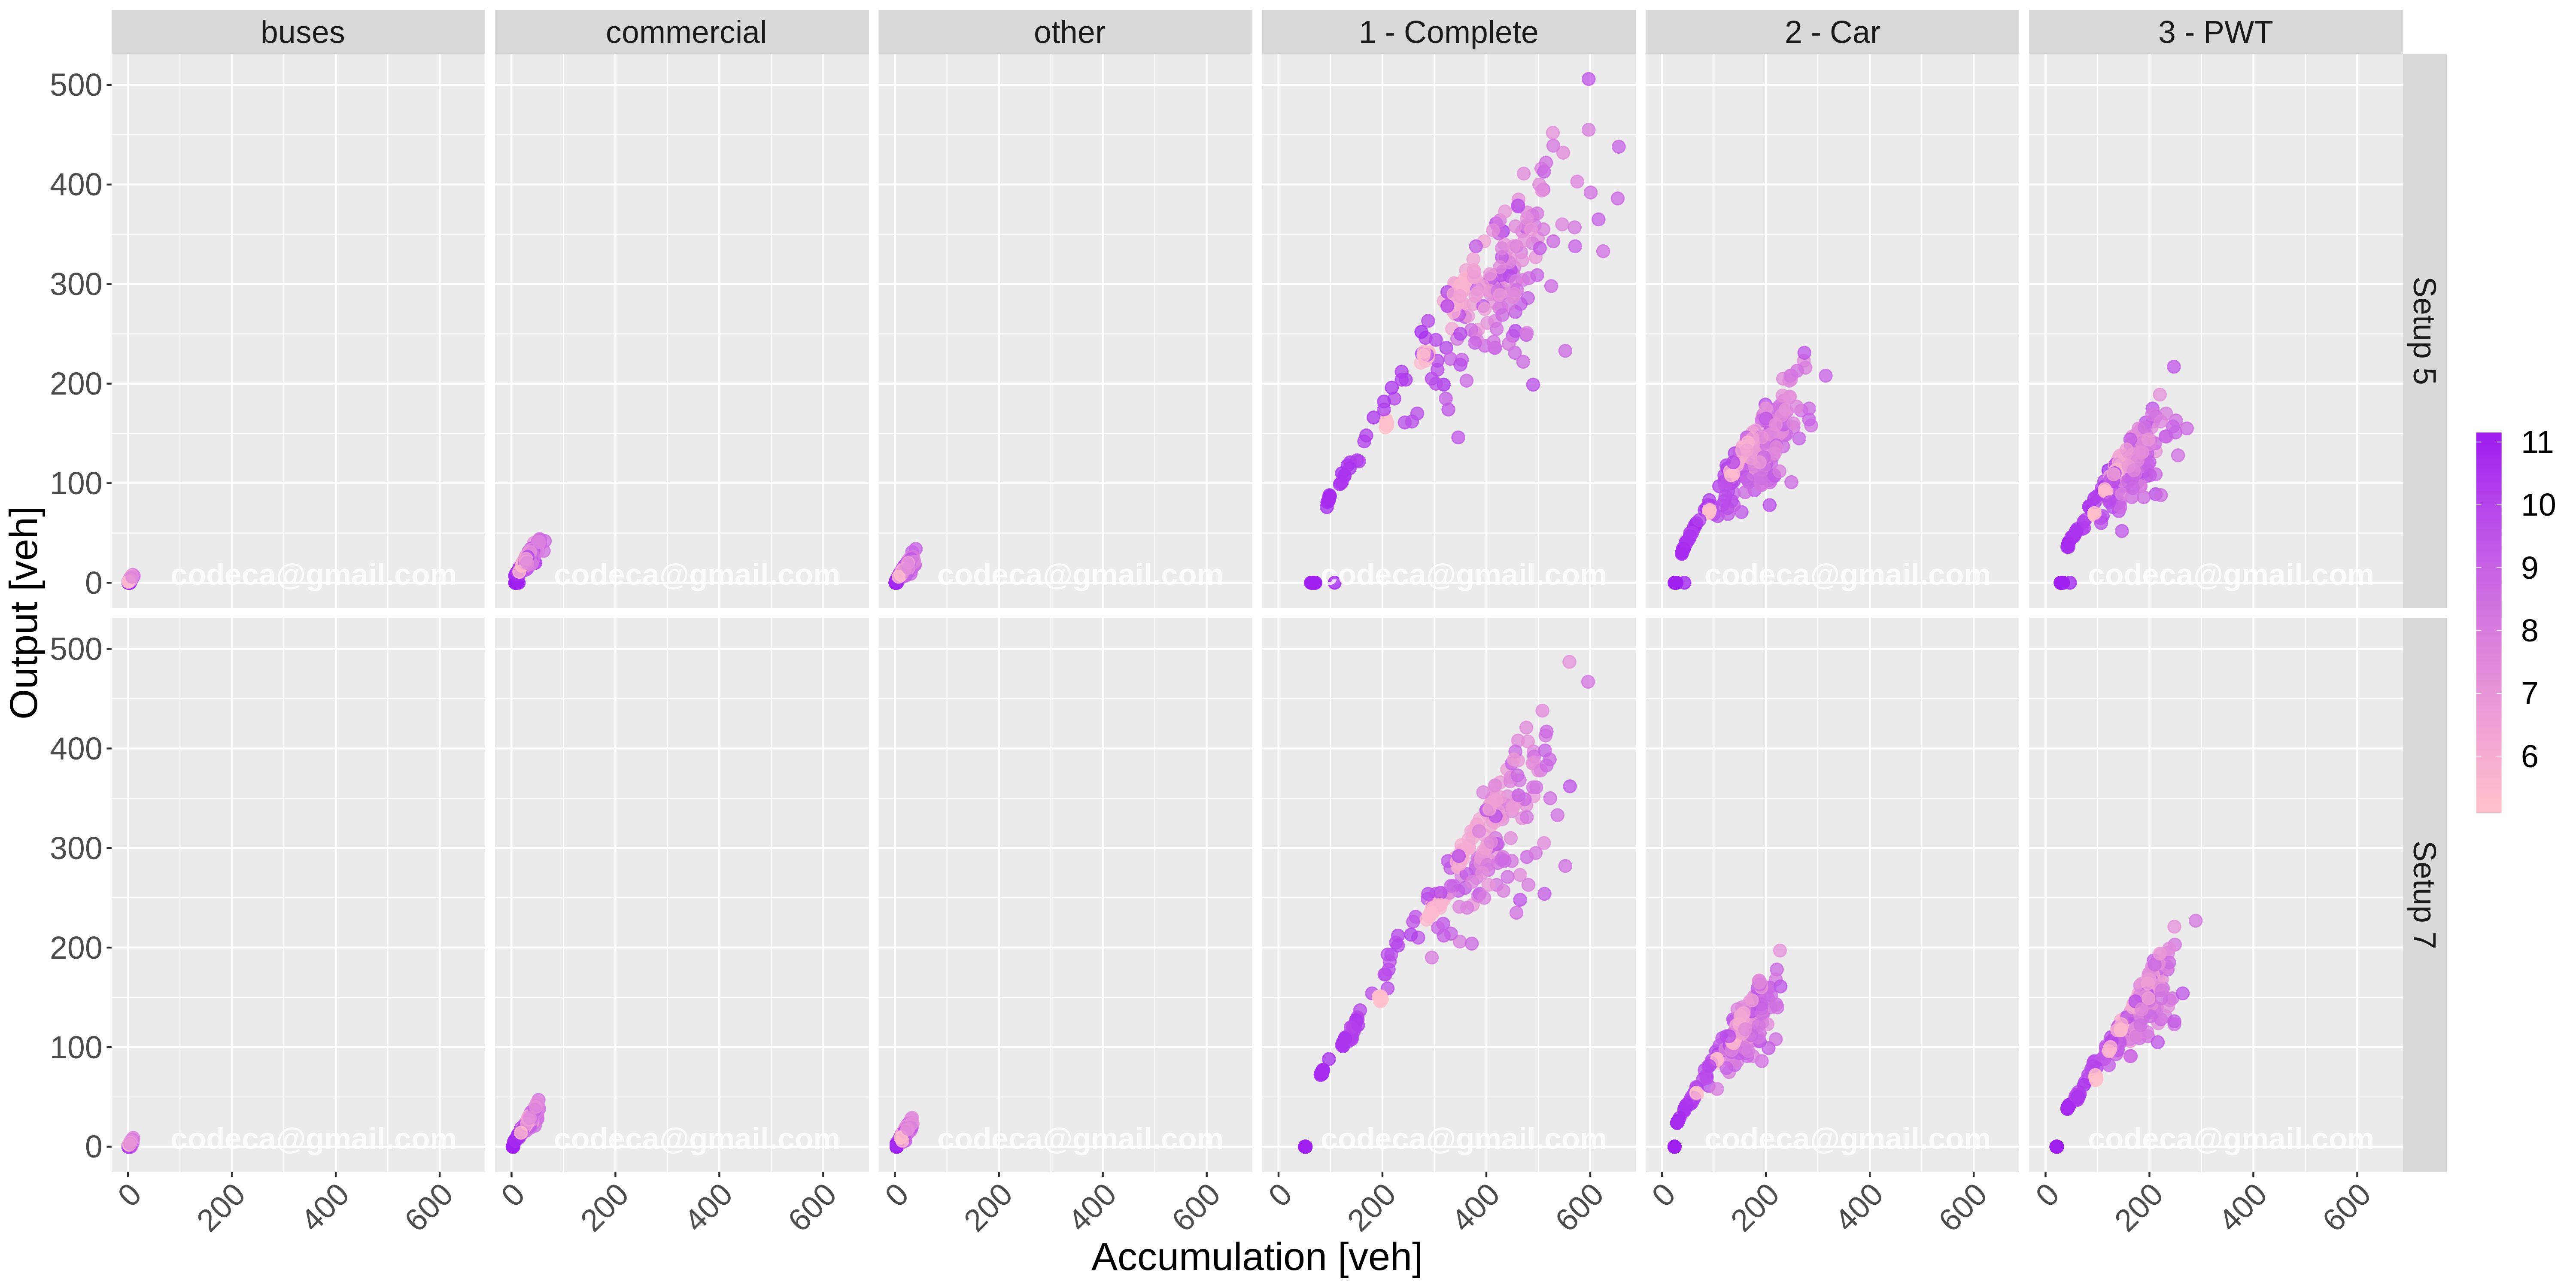 buses commercial other 1 - Complete 2 - Car 3 - PWT
500
400
300
200
100
0
codeca@gmail.com codeca@gmail.com codeca@gmail.com codeca@gmail.com codeca@gmail.com codeca@gmail.com
Setup 5
500
400
300
200
100
0
codeca@gmail.com codeca@gmail.com codeca@gmail.com codeca@gmail.com codeca@gmail.com codeca@gmail.com
Setup 7
0 200 400 600 0 200 400 600 0 200 400 600 0 200 400 600 0 200 400 600 0 200 400 600
Accumulation [veh]
Output [veh]
11
10
9
8
7
6